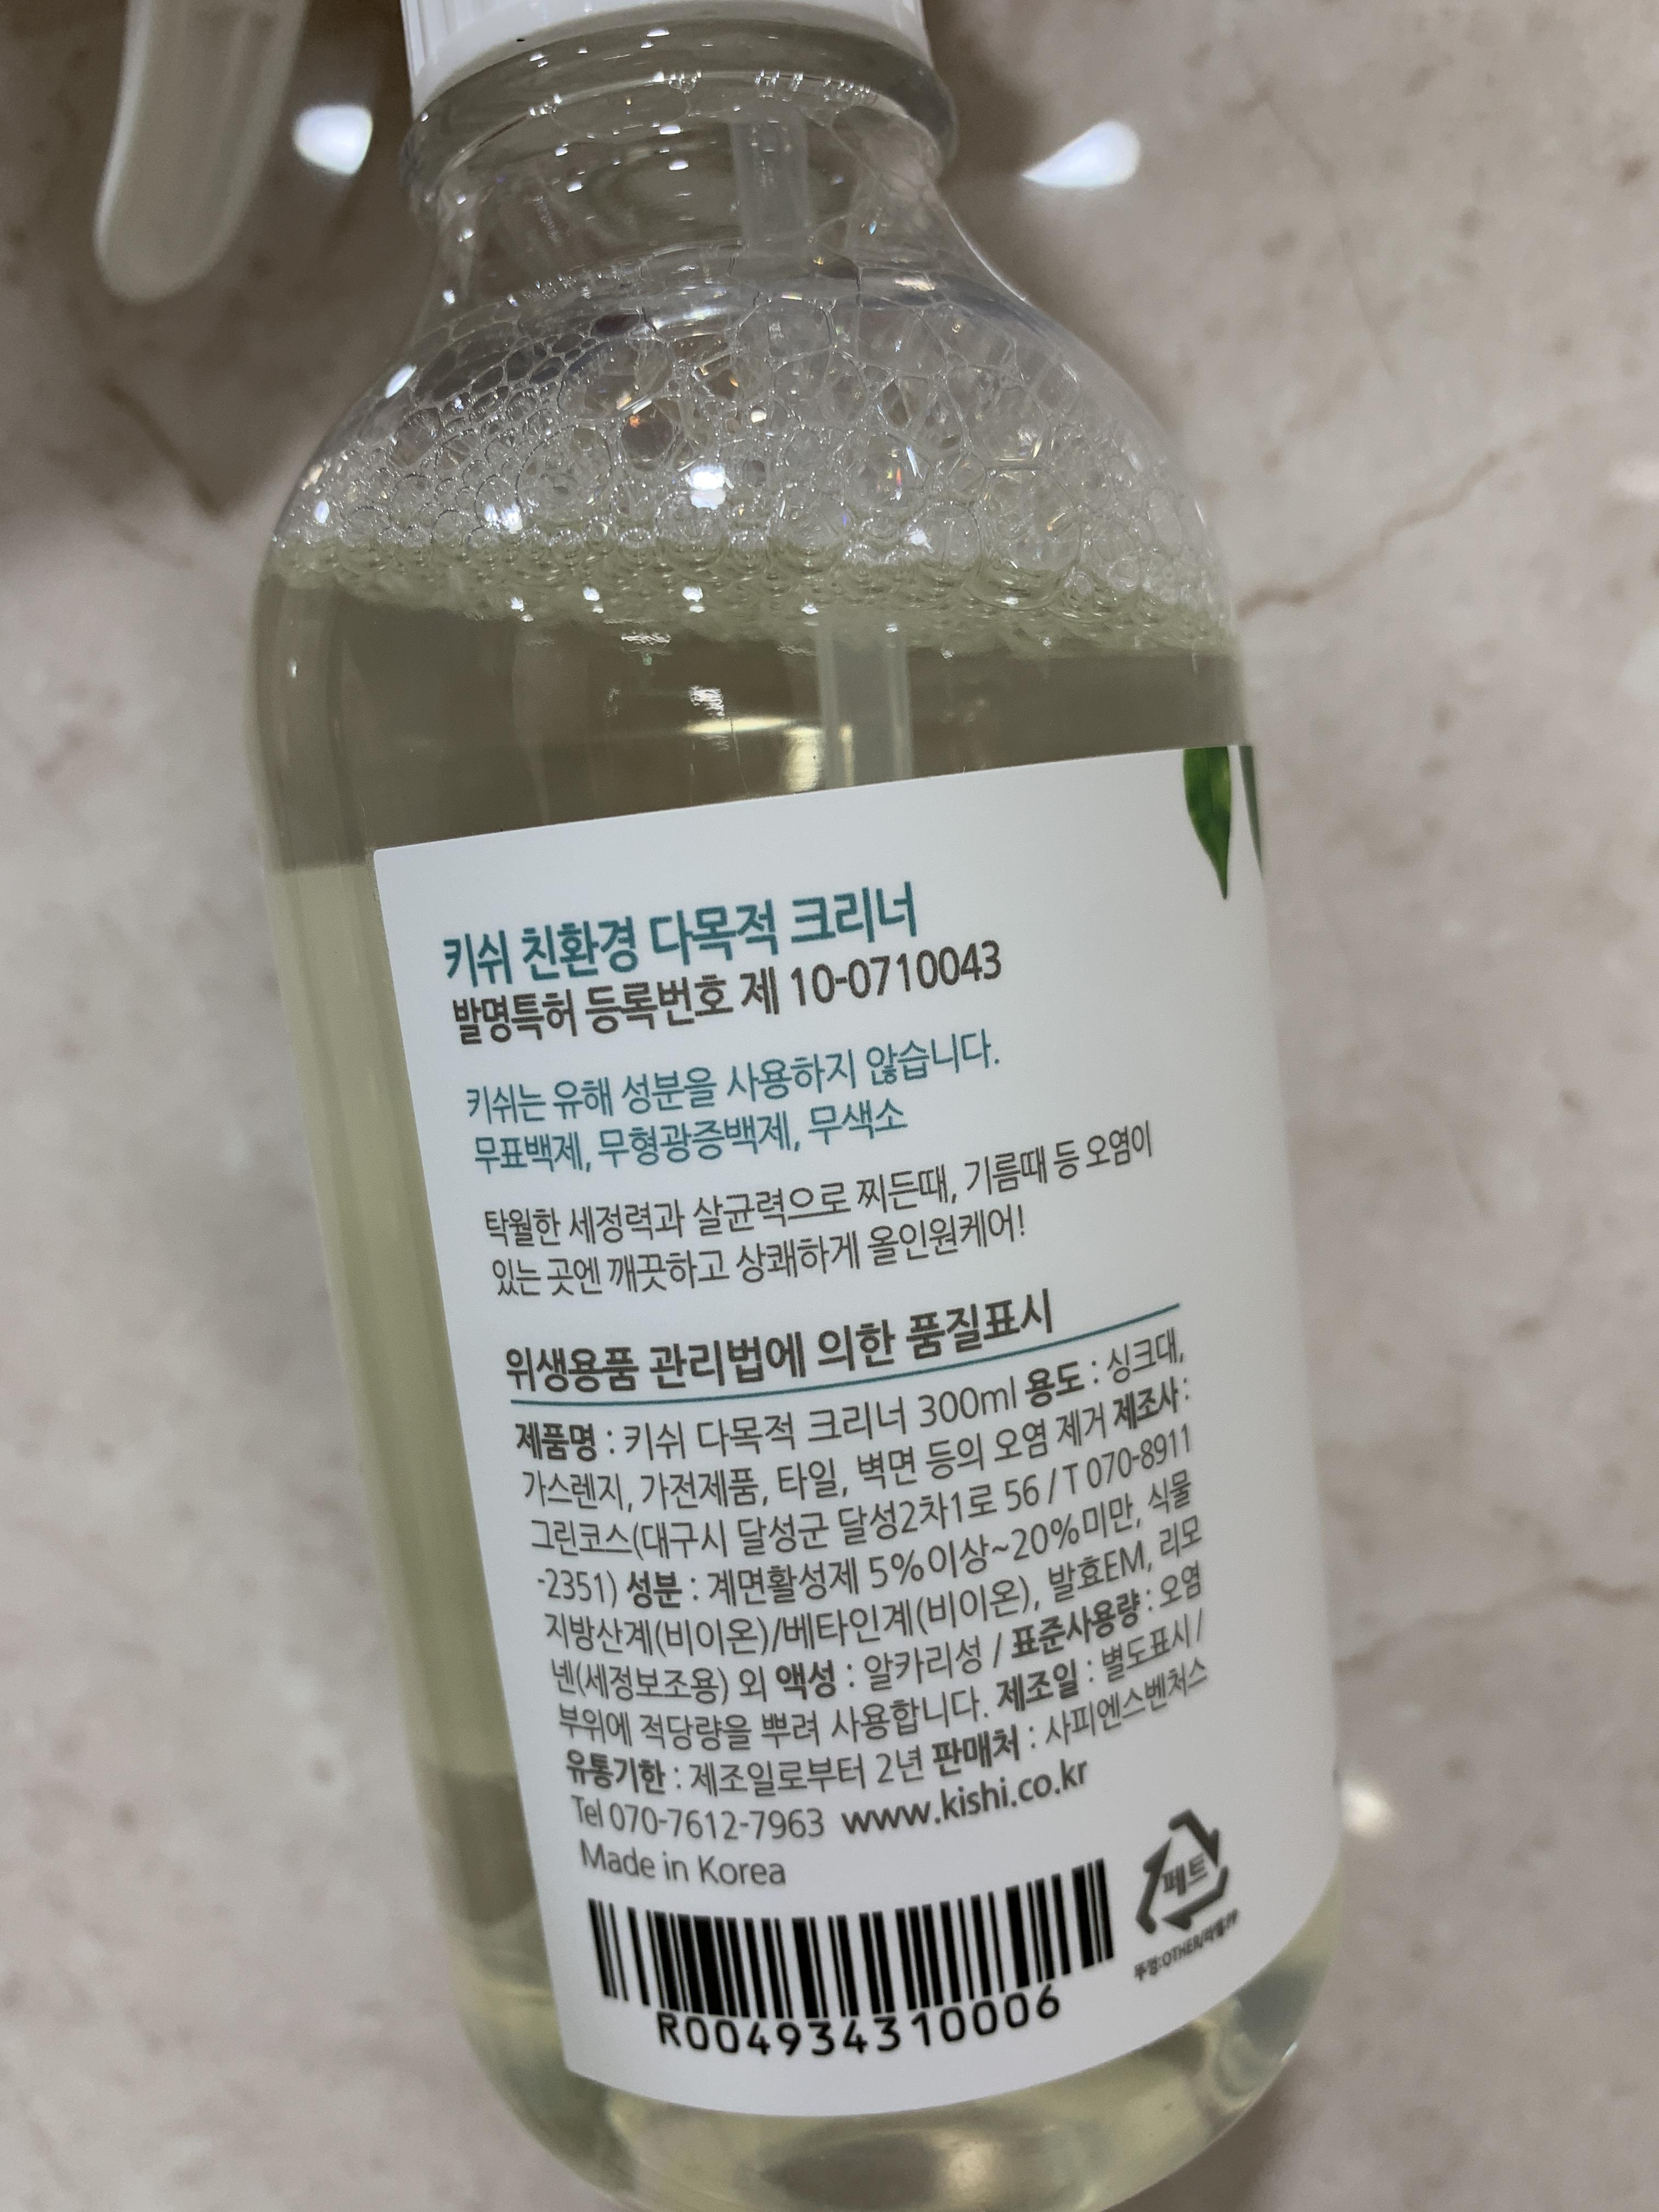 키쉬 친환경 다목적 크리너
발명특허 등록번호 제 10-0710043
키쉬는 유해 성분을 사용하지 않습니다.
무표백제, 무형광증백제, 무색소
탁월한 세정력과 살균력으로 찌든때, 기름때 등 오염이
있는 곳엔 깨끗하고 상쾌하게 올인원케어!
위생용품 관리법에 의한 품질표시
제품명 : 키쉬 다목적 크리너 300ml 용도 : 싱크대,
가스렌지, 가전제품, 타일, 벽면 등의 오염 제거 제조사 :
그린코스(대구시 달성군 달성2차1로 56 / T 070-8911
-2351) 성분 : 계면활성제 5%이상~20%미만, 식물
지방산계(비이온)/베타인계(비이온), 발효EM, 리모
넨(세정보조용) 외 액성 : 알카리성 / 표준사용량 : 오염
부위에 적당량을 뿌려 사용합니다. 제조일 : 별도표시 /
유통기한 : 제조일로부터 2년 판매처 : 사피엔스벤처스
Tel 070-7612-7963 www.kishi.co.kr
Made in Korea
페트
뚜껑:OTHER/라벨:PP
R004934310006